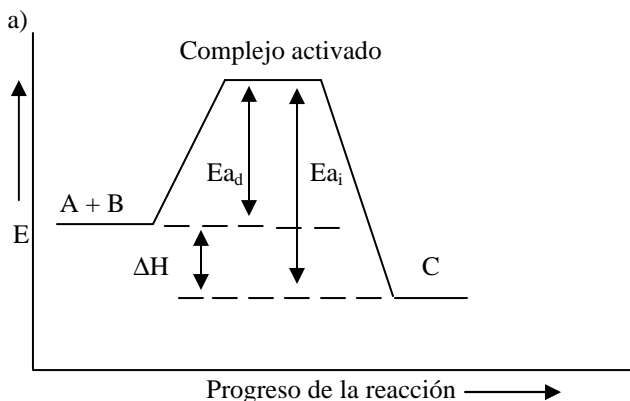 a)
Complejo activado
Ea_d Ea_i
A + B
E
ΔH C
Progreso de la reacción